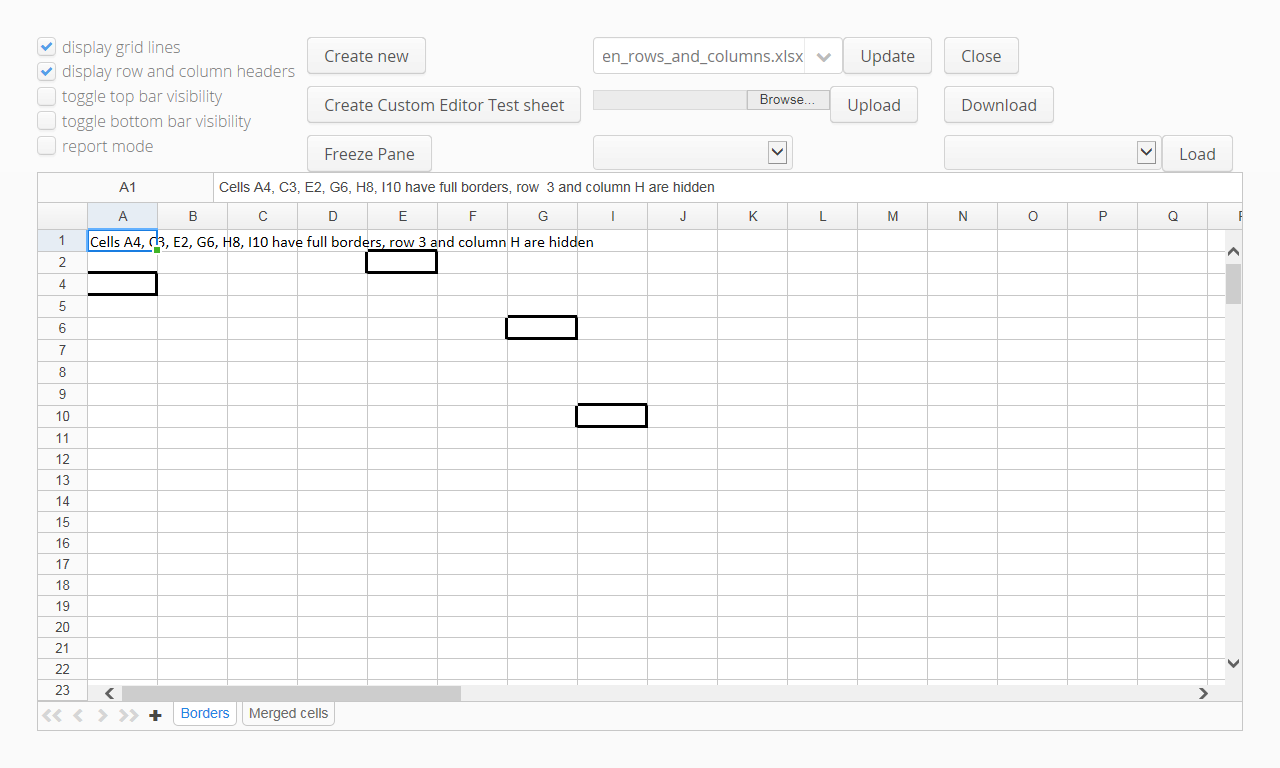 display grid lines
display row and column headers
toggle top bar visibility
toggle bottom bar visibility
report mode
Create new
en_rows_and_columns.xlsx
Update
Close
Create Custom Editor Test sheet
Browse...
Upload
Download
Freeze Pane
Load
A1
Cells A4, C3, E2, G6, H8, I10 have full borders, row  3 and column H are hidden
A B C D E F G I J K L M N O P Q
1
Cells A4, C3, E2, G6, H8, I10 have full borders, row 3 and column H are hidden
2
4
5
6
7
8
9
10
11
12
13
14
15
16
17
18
19
20
21
22
23
Borders
Merged cells